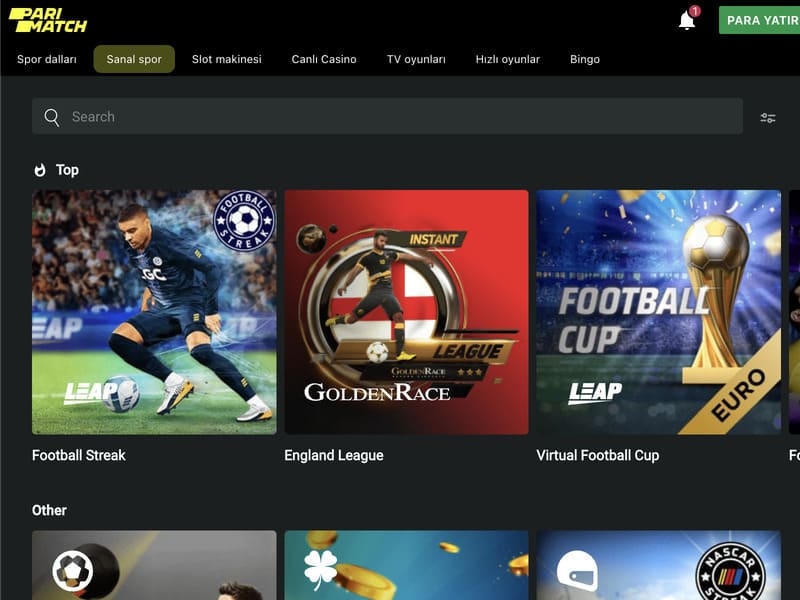 PARI
MATCH
1
PARA YATIR
Spor dalları
Sanal spor
Slot makinesi
Canlı Casino
TV oyunları
Hızlı oyunlar
Bingo
Search
Top
FOOTBALL
STREAK
LGC
LEAP
LEAP
INSTANT
LEAGUE
GOLDENRACE
GOLDENRACE
FOOTBALL
CUP
LEAP
EURO
Football Streak
England League
Virtual Football Cup
Fo
Other
NASCAR
STREAK